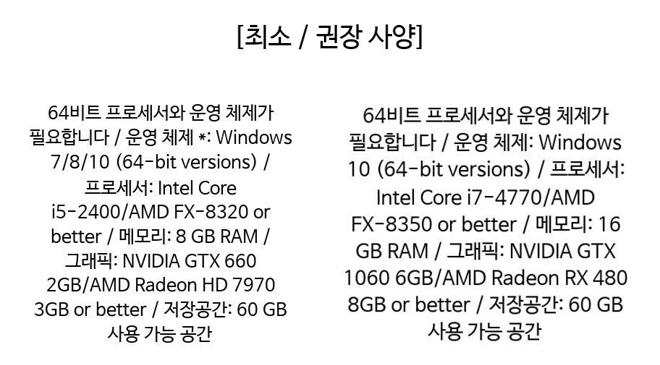 [최소 / 권장 사양]
64비트 프로세서와 운영 체제가
필요합니다 / 운영 체제 *: Windows
7/8/10 (64-bit versions) /
프로세서: Intel Core
i5-2400/AMD FX-8320 or
better / 메모리: 8 GB RAM /
그래픽: NVIDIA GTX 660
2GB/AMD Radeon HD 7970
3GB or better / 저장공간: 60 GB
사용 가능 공간
64비트 프로세서와 운영 체제가
필요합니다 / 운영 체제: Windows
10 (64-bit versions) / 프로세서:
Intel Core i7-4770/AMD
FX-8350 or better / 메모리: 16
GB RAM / 그래픽: NVIDIA GTX
1060 6GB/AMD Radeon RX 480
8GB or better / 저장공간: 60 GB
사용 가능 공간